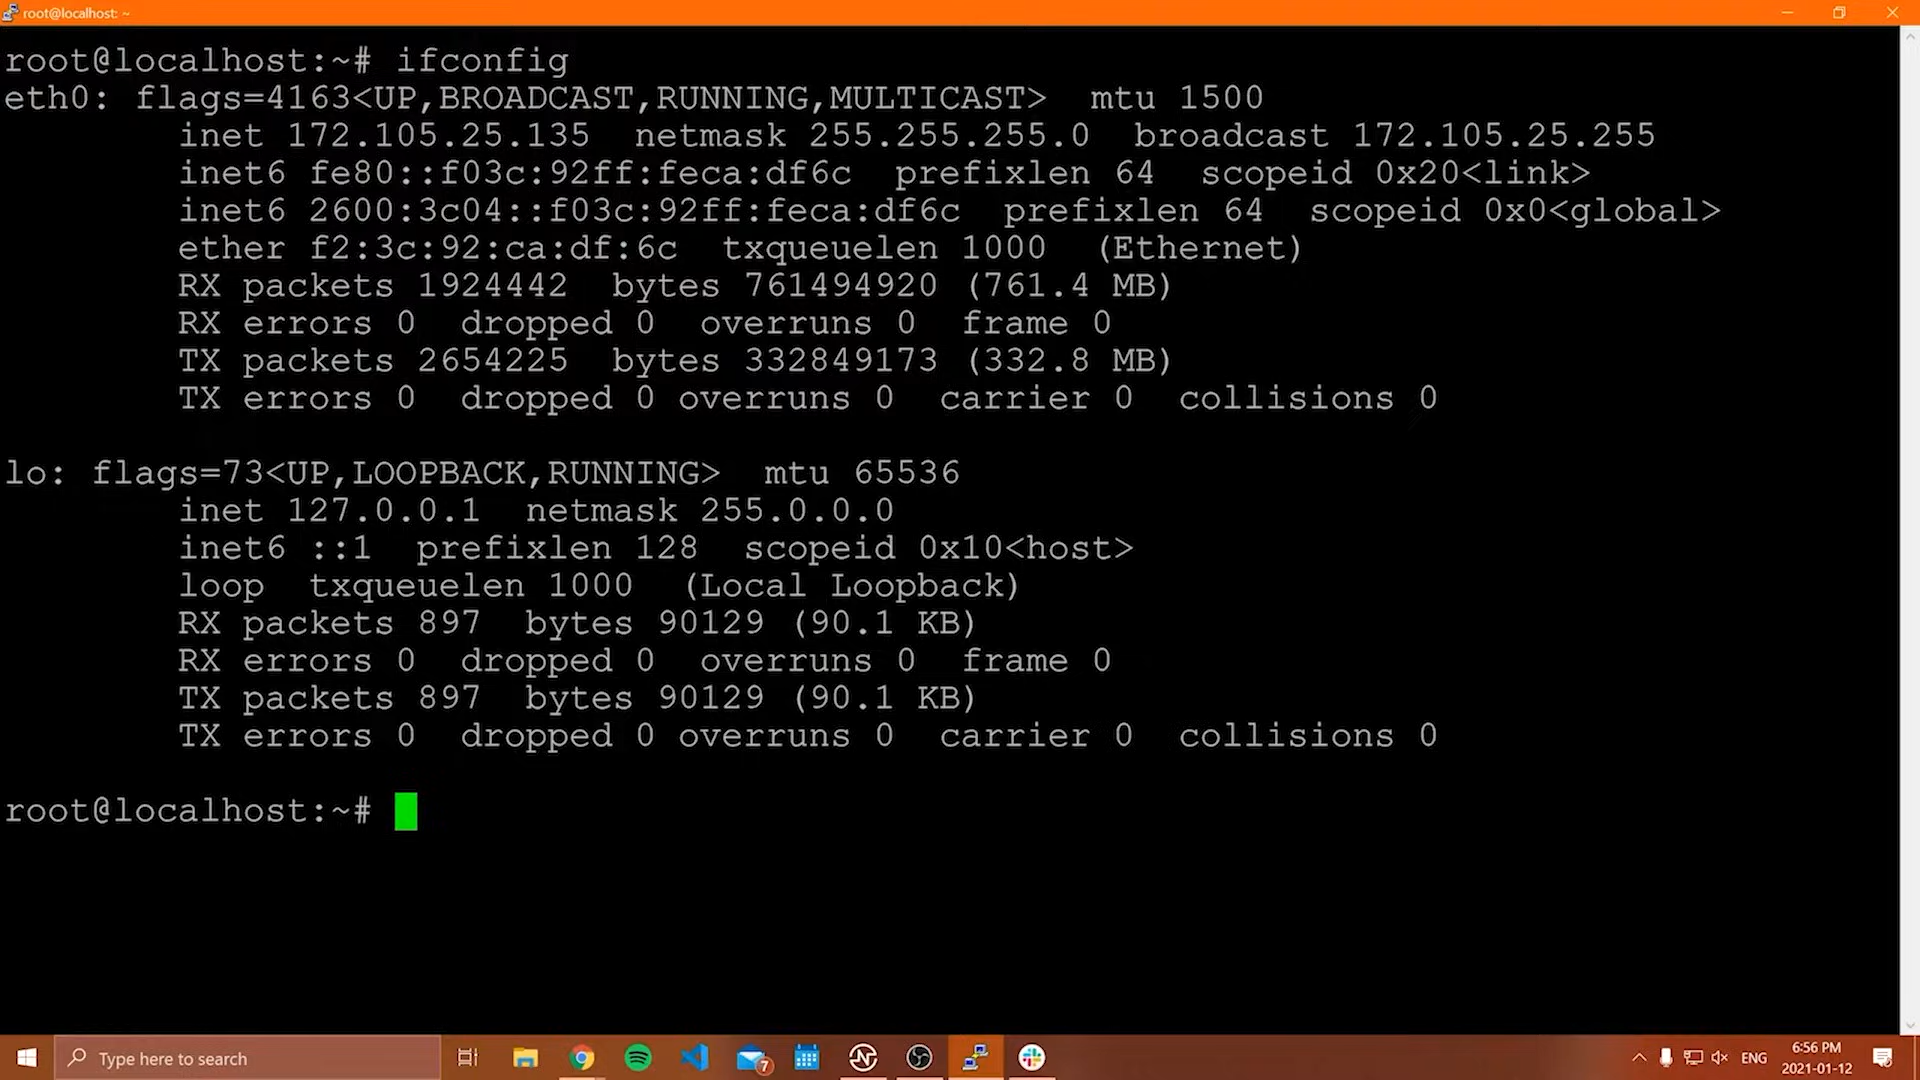 root@localhost: ~
root@localhost:~# ifconfig
eth0: flags=4163<UP,BROADCAST,RUNNING,MULTICAST>  mtu 1500
        inet 172.105.25.135  netmask 255.255.255.0  broadcast 172.105.25.255
        inet6 fe80::f03c:92ff:feca:df6c  prefixlen 64  scopeid 0x20<link>
        inet6 2600:3c04::f03c:92ff:feca:df6c  prefixlen 64  scopeid 0x0<global>
        ether f2:3c:92:ca:df:6c  txqueuelen 1000  (Ethernet)
        RX packets 1924442  bytes 761494920 (761.4 MB)
        RX errors 0  dropped 0  overruns 0  frame 0
        TX packets 2654225  bytes 332849173 (332.8 MB)
        TX errors 0  dropped 0 overruns 0  carrier 0  collisions 0
lo: flags=73<UP,LOOPBACK,RUNNING>  mtu 65536
        inet 127.0.0.1  netmask 255.0.0.0
        inet6 ::1  prefixlen 128  scopeid 0x10<host>
        loop  txqueuelen 1000  (Local Loopback)
        RX packets 897  bytes 90129 (90.1 KB)
        RX errors 0  dropped 0  overruns 0  frame 0
        TX packets 897  bytes 90129 (90.1 KB)
        TX errors 0  dropped 0 overruns 0  carrier 0  collisions 0
root@localhost:~#
Type here to search
7
ENG
6:56 PM
2021-01-12